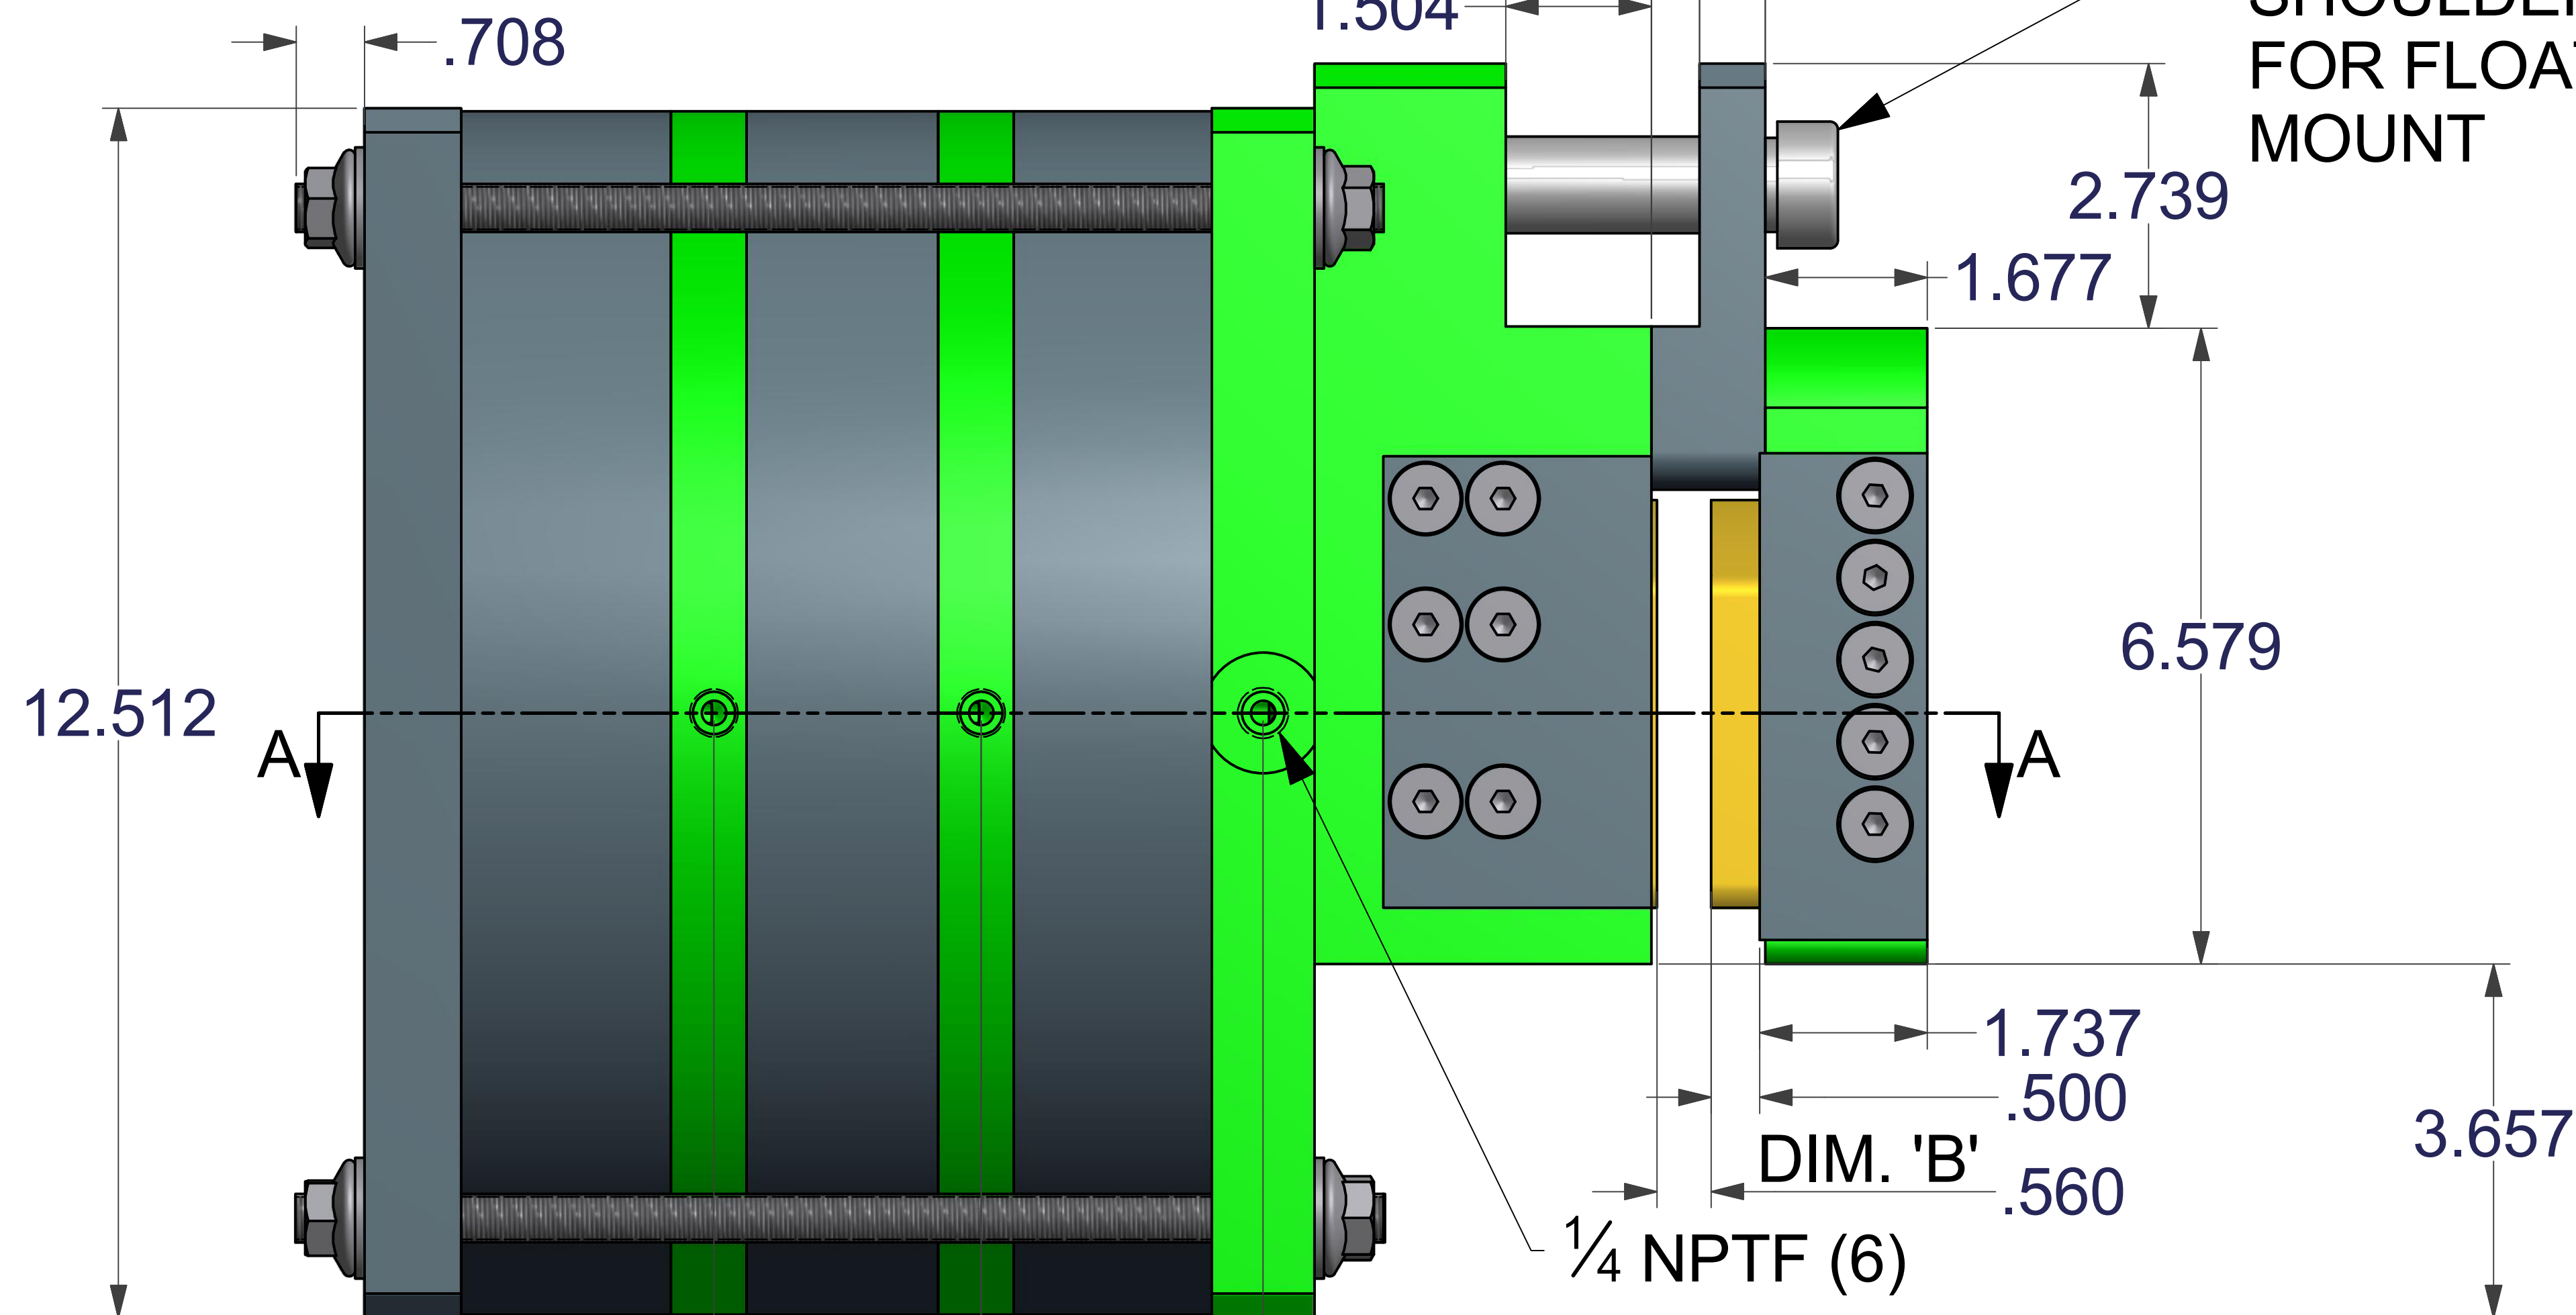 1.504
.708
FOR FLOAT
MOUNT
2.739
1.677
12.512
6.579
A
A
1.737
.500
DIM. 'B'
3.657
.560
¼ NPTF (6)